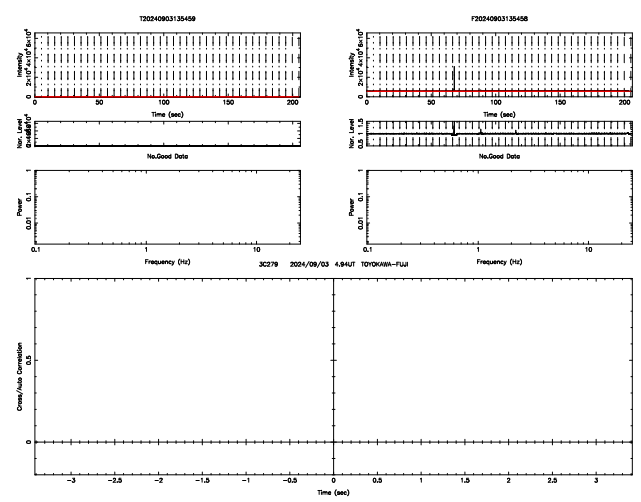 T20240903135459
F20240903135458
Intensity
0 2×10⁴ 4×10⁴ 6×10⁴
0 50 100 150 200
Time (sec)
Intensity
0 2×10⁴ 4×10⁴ 6×10⁴
0 50 100 150 200
Time (sec)
Nor. Level
No.Good Data
Nor. Level
0.5 1 1.5
No.Good Data
Power
0.01 0.1 1
0.1 1 10
Frequency (Hz)
Power
0.01 0.1 1
0.1 1 10
Frequency (Hz)
3C279 2024/09/03 4.94UT TOYOKAWA-FUJI
Cross/Auto Correlation
0 0.5 1
-3 -2.5 -2 -1.5 -1 -0.5 0 0.5 1 1.5 2 2.5 3
Time (sec)